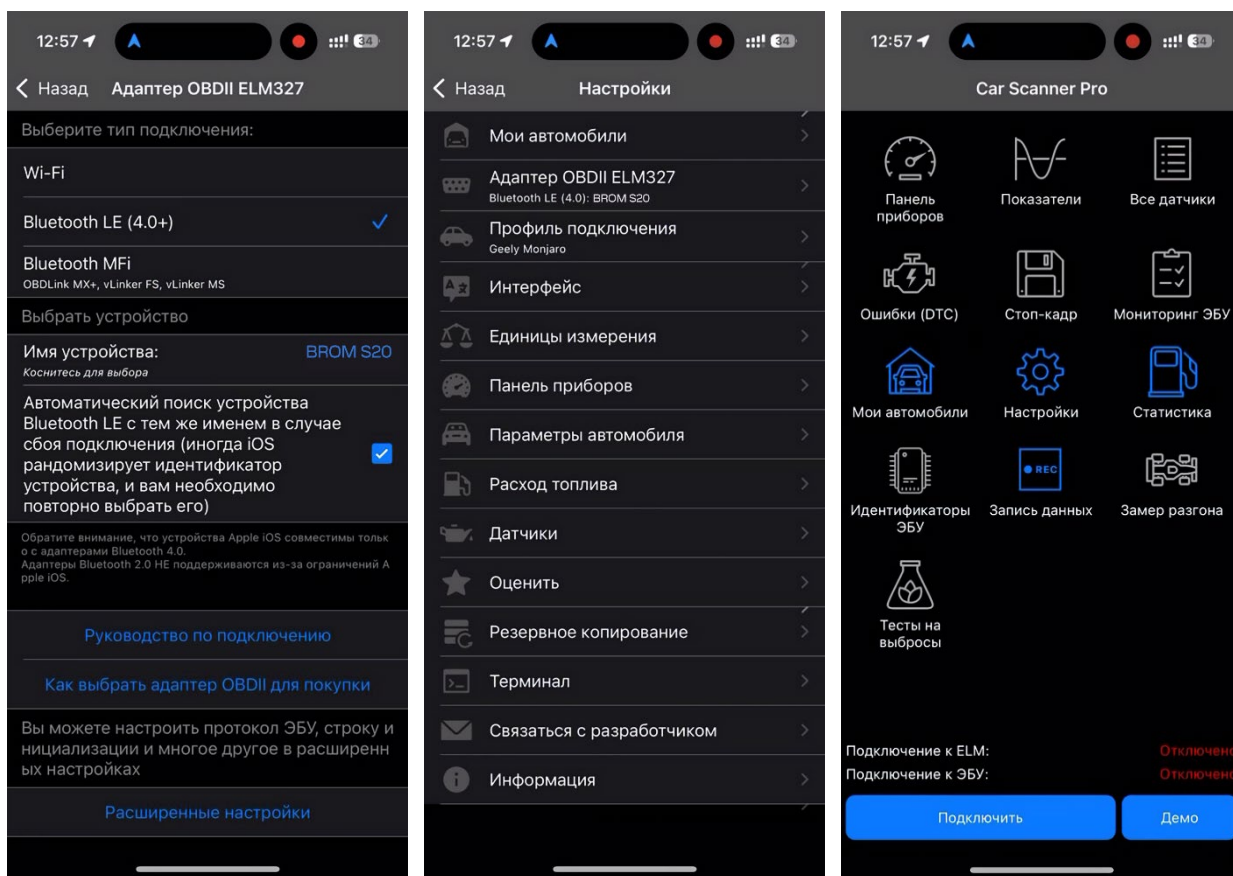 12:57
34
Назад
Адаптер OBDII ELM327
Выберите тип подключения:
Wi-Fi
Bluetooth LE (4.0+)
Bluetooth MFi
OBDLink MX+, vLinker FS, vLinker MS
Выбрать устройство
Имя устройства:
BROM S20
Коснитесь для выбора
Автоматический поиск устройства
Bluetooth LE с тем же именем в случае
сбоя подключения (иногда iOS
рандомизирует идентификатор
устройства, и вам необходимо
повторно выбрать его)
Обратите внимание, что устройства Apple iOS совместимы тольк
о с адаптерами Bluetooth 4.0.
Адаптеры Bluetooth 2.0 НЕ поддерживаются из-за ограничений A
pple iOS.
Руководство по подключению
Как выбрать адаптер OBDII для покупки
Вы можете настроить протокол ЭБУ, строку и
нициализации и многое другое в расширенн
ых настройках
Расширенные настройки
12:57
34
Назад
Настройки
Мои автомобили
Адаптер OBDII ELM327
Bluetooth LE (4.0): BROM S20
Профиль подключения
Geely Monjaro
Интерфейс
Единицы измерения
Панель приборов
Параметры автомобиля
Расход топлива
Датчики
Оценить
Резервное копирование
Терминал
Связаться с разработчиком
Информация
12:57
34
Car Scanner Pro
Панель
приборов
Показатели
Все датчики
Ошибки (DTC)
Стоп-кадр
Мониторинг ЭБУ
Мои автомобили
Настройки
Статистика
Идентификаторы
ЭБУ
REC
Запись данных
Замер разгона
Тесты на
выбросы
Подключение к ELM:
Отключено
Подключение к ЭБУ:
Отключено
Подключить
Демо